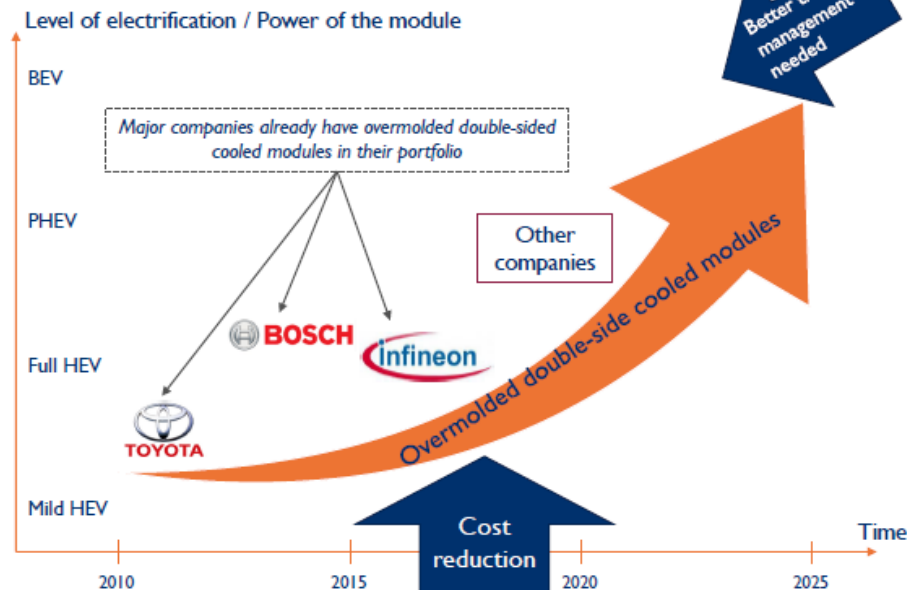 Level of electrification / Power of the module
Better
management
needed
BEV
Major companies already have overmolded double-sided
cooled modules in their portfolio
PHEV
Other
companies
BOSCH
infineon
Full HEV
Overmolded double-side cooled modules
TOYOTA
Mild HEV
Cost
reduction
Time
2010
2015
2020
2025